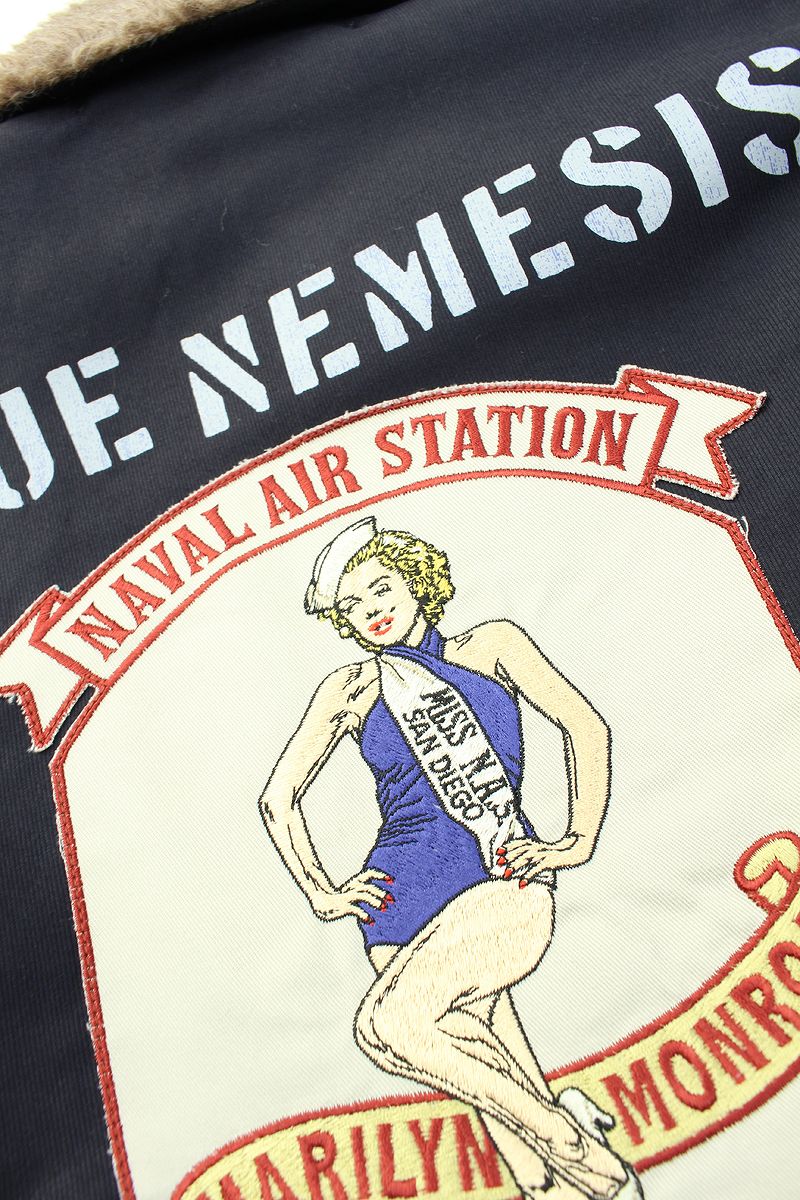 UE NEMESIS
NAVAL AIR STATION
MISS N.A.S.
SAN DIEGO
MARILYN MONRO